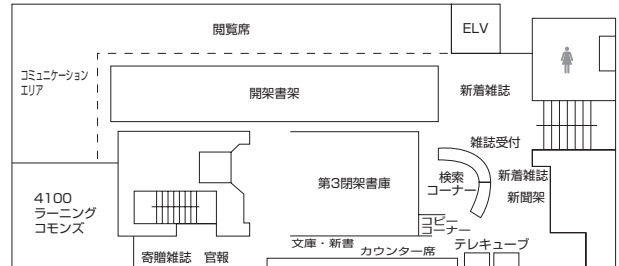 閲覧席
ELV
コミュニケーション
エリア
開架書架
新着雑誌
雑誌受付
検索
コーナー
新着雑誌
新聞架
第3閉架書庫
4100
ラーニング
コモンズ
コピー
コーナー
文庫・新書
カウンター席
テレキューブ
寄贈雑誌 官報